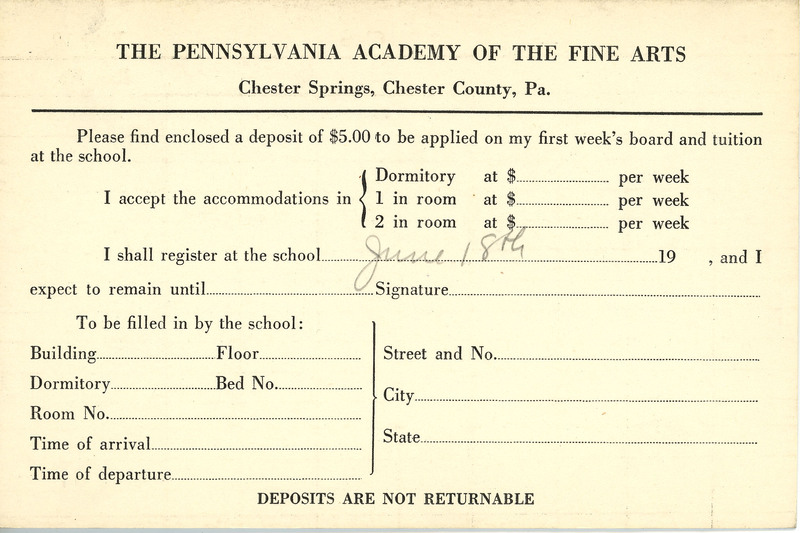 THE PENNSYLVANIA ACADEMY OF THE FINE ARTS
Chester Springs, Chester County, Pa.
Please find enclosed a deposit of $5.00 to be applied on my first week's board and tuition
at the school.
I accept the accommodations in { Dormitory at $.................... per week
1 in room at $.................... per week
2 in room at $.................... per week
I shall register at the school....June 18th....19 , and I
expect to remain until....................Signature....................
To be filled in by the school:
Building....................Floor....................
Dormitory....................Bed No.....................
Room No.....................
Time of arrival....................
Time of departure....................
Street and No.....................
City....................
State....................
DEPOSITS ARE NOT RETURNABLE